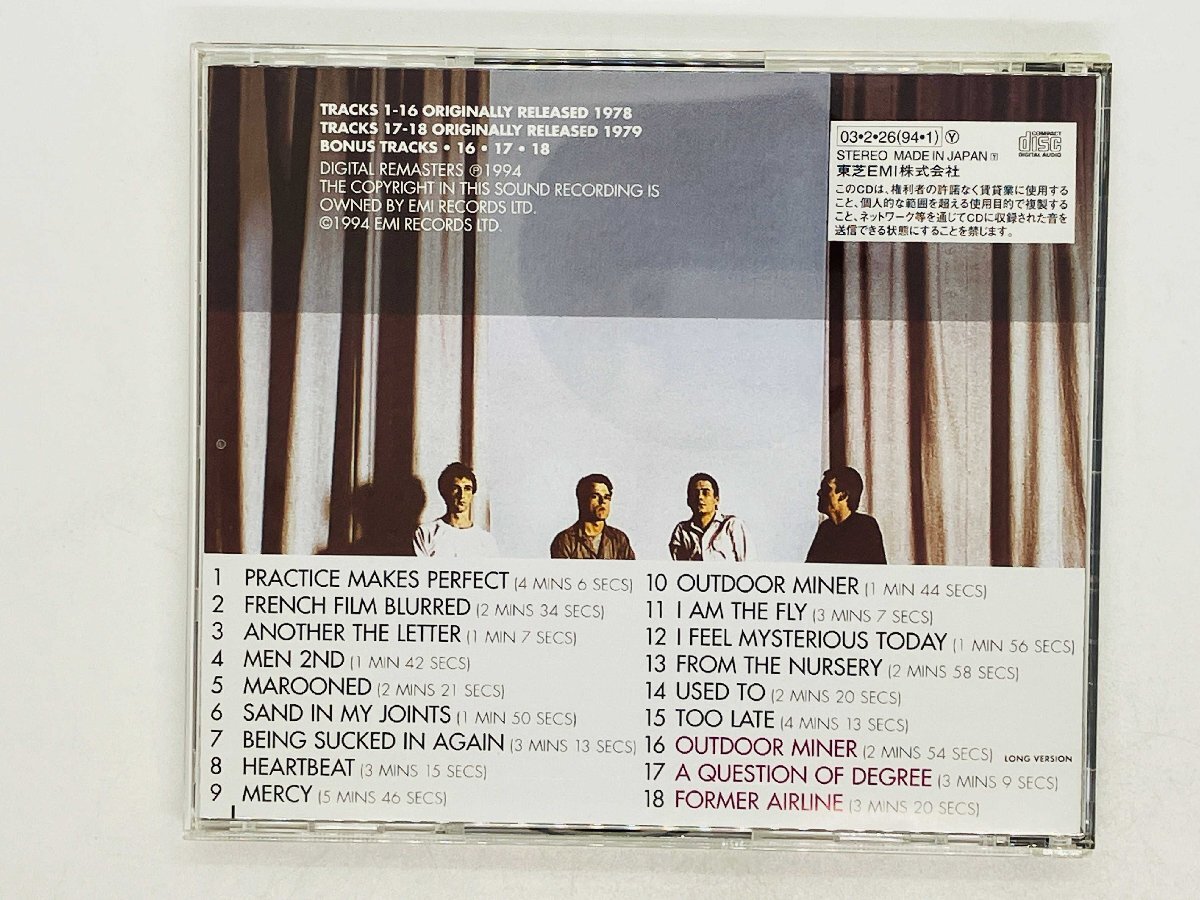 TRACKS 1-16 ORIGINALLY RELEASED 1978
TRACKS 17-18 ORIGINALLY RELEASED 1979
BONUS TRACKS • 16 • 17 • 18
DIGITAL REMASTERS ℗1994
THE COPYRIGHT IN THIS SOUND RECORDING IS
OWNED BY EMI RECORDS LTD.
©1994 EMI RECORDS LTD.
03•2•26(94•1) Ⓨ
STEREO MADE IN JAPAN
COMPACT
disc
DIGITAL AUDIO
東芝EMI株式会社
このCDは、権利者の許諾なく賃貸業に使用する
こと、個人的な範囲を超える使用目的で複製する
こと、ネットワーク等を通じてCDに収録された音を
送信できる状態にすることを禁じます。
1 PRACTICE MAKES PERFECT (4 MINS 6 SECS)
2 FRENCH FILM BLURRED (2 MINS 34 SECS)
3 ANOTHER THE LETTER (1 MIN 7 SECS)
4 MEN 2ND (1 MIN 42 SECS)
5 MAROONED (2 MINS 21 SECS)
6 SAND IN MY JOINTS (1 MIN 50 SECS)
7 BEING SUCKED IN AGAIN (3 MINS 13 SECS)
8 HEARTBEAT (3 MINS 15 SECS)
9 MERCY (5 MINS 46 SECS)
10 OUTDOOR MINER (1 MIN 44 SECS)
11 I AM THE FLY (3 MINS 7 SECS)
12 I FEEL MYSTERIOUS TODAY (1 MIN 56 SECS)
13 FROM THE NURSERY (2 MINS 58 SECS)
14 USED TO (2 MINS 20 SECS)
15 TOO LATE (4 MINS 13 SECS)
16 OUTDOOR MINER (2 MINS 54 SECS) LONG VERSION
17 A QUESTION OF DEGREE (3 MINS 9 SECS)
18 FORMER AIRLINE (3 MINS 20 SECS)